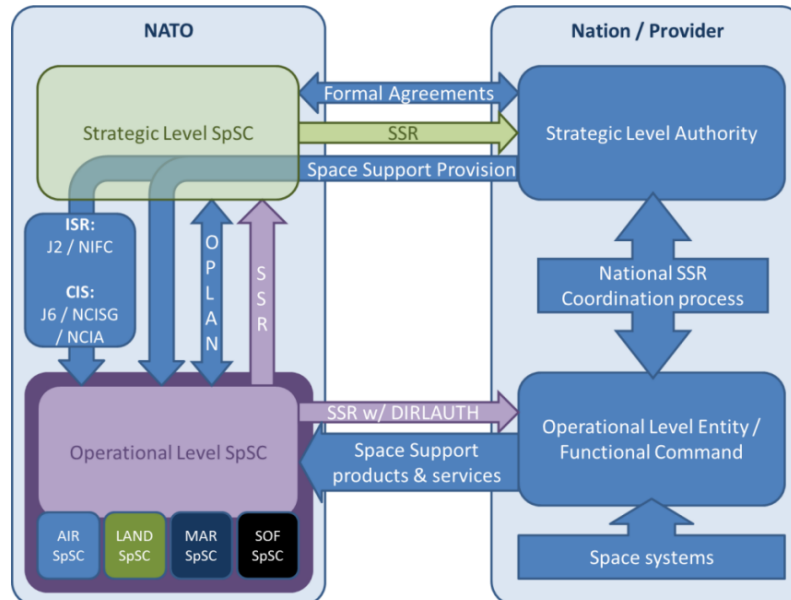 NATO
Nation / Provider
Strategic Level SpSC
Formal Agreements
SSR
Space Support Provision
Strategic Level Authority
ISR:
J2 / NIFC
CIS:
J6 / NCISG
/ NCIA
OPLAN
SSR
National SSR
Coordination process
Operational Level SpSC
SSR w/ DIRLAUTH
Space Support
products & services
Operational Level Entity /
Functional Command
AIR
SpSC
LAND
SpSC
MAR
SpSC
SOF
SpSC
Space systems